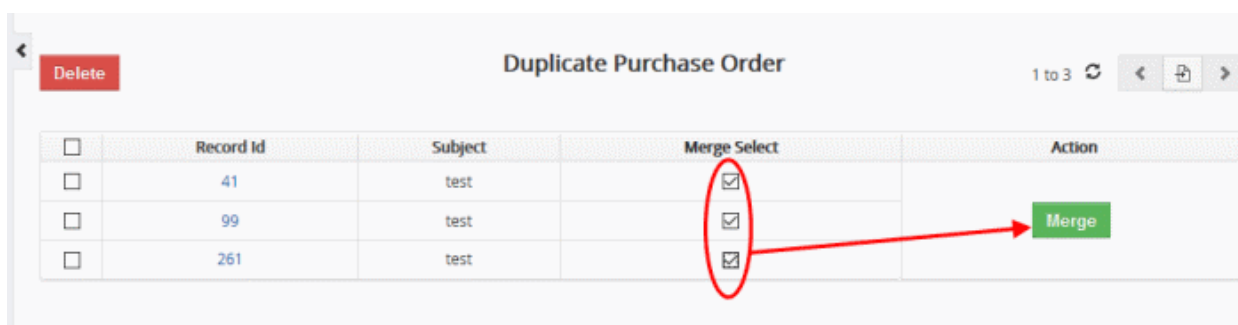 Delete
Duplicate Purchase Order
1 to 3
Record Id Subject Merge Select Action
41 test
99 test
Merge
261 test